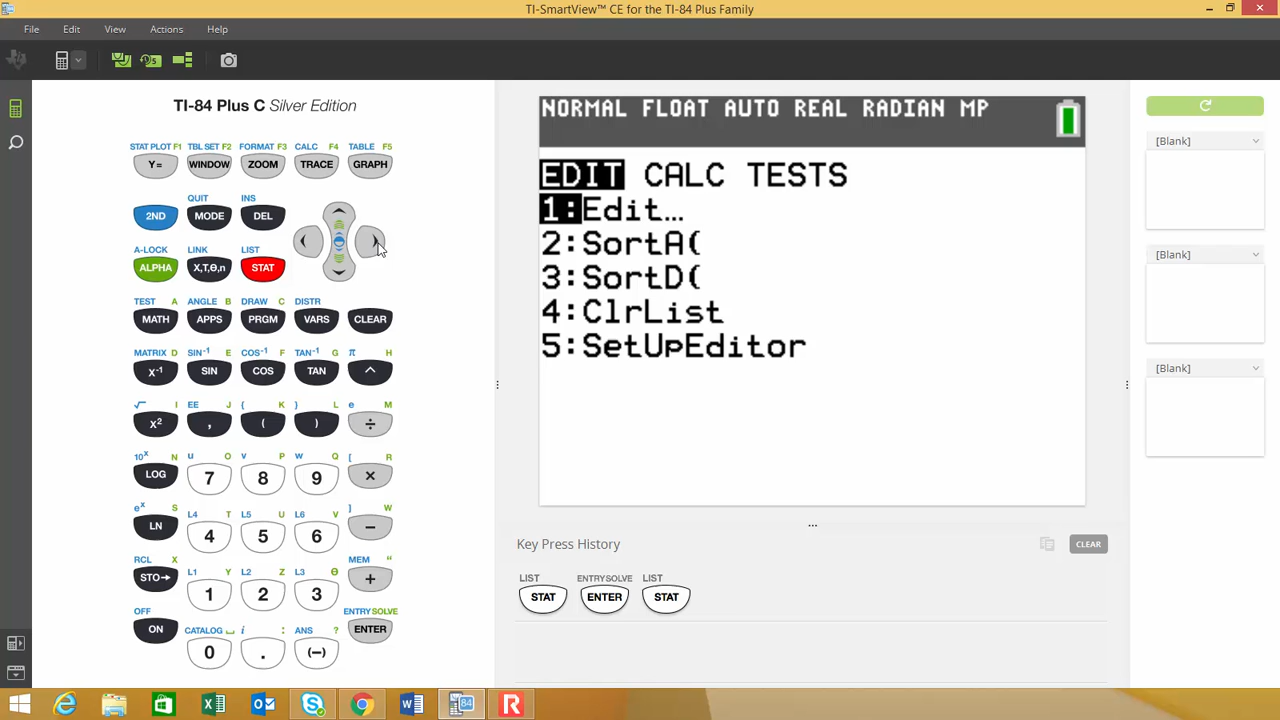 TI-SmartView™ CE for the TI-84 Plus Family
File Edit View Actions Help
TI-84 Plus C Silver Edition
STAT PLOT F1 TBL SET F2 FORMAT F3 CALC F4 TABLE F5
Y= WINDOW ZOOM TRACE GRAPH
QUIT INS
2ND MODE DEL
A-LOCK LINK LIST
ALPHA X,T,Θ,n STAT
TEST A ANGLE B DRAW C DISTR
MATH APPS PRGM VARS CLEAR
MATRIX D SIN⁻¹ E COS⁻¹ F TAN⁻¹ G π H
X⁻¹ SIN COS TAN ^
√ I EE J { K } L e M
X² , ( ) ÷
10ˣ N u O v P w Q [ R
LOG 7 8 9 ×
eˣ S L4 T L5 U L6 V ] W
LN 4 5 6 −
RCL X L1 Y L2 Z L3 Θ MEM “
STO→ 1 2 3 +
OFF CATALOG ⎵ i : ANS ? ENTRY SOLVE
ON 0 . (−) ENTER
NORMAL FLOAT AUTO REAL RADIAN MP
EDIT CALC TESTS
1:Edit…
2:SortA(
3:SortD(
4:ClrList
5:SetUpEditor
Key Press History
CLEAR
LIST ENTRY SOLVE LIST
STAT ENTER STAT
[Blank]
[Blank]
[Blank]
84
R